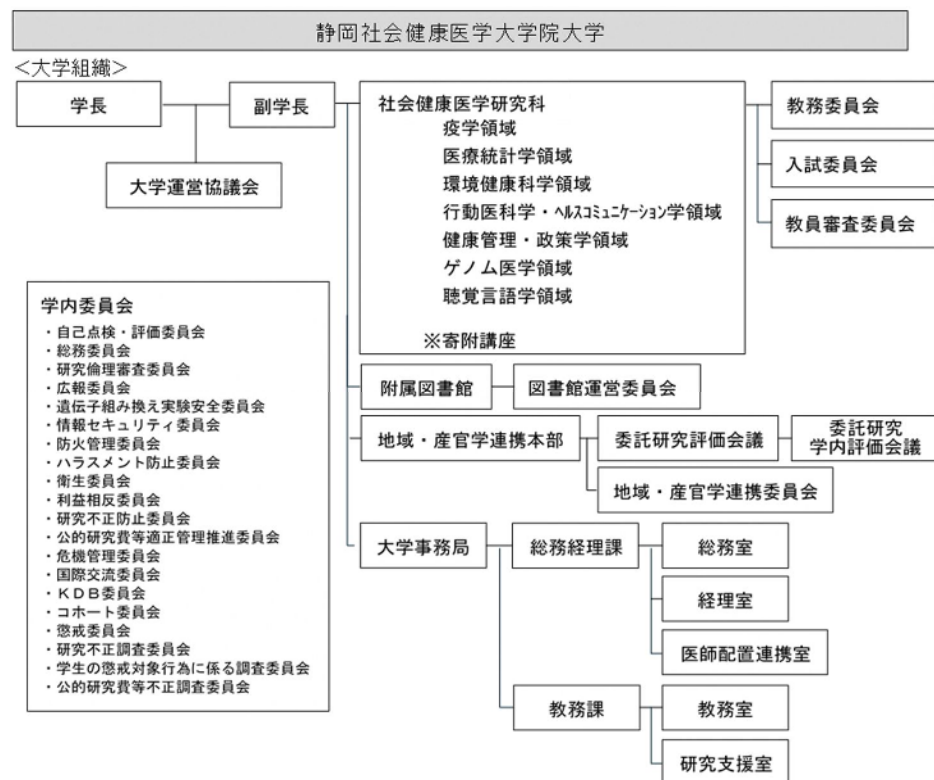 静岡社会健康医学大学院大学
<大学組織>
学長
副学長
大学運営協議会
社会健康医学研究科
疫学領域
医療統計学領域
環境健康科学領域
行動医科学・ﾍﾙｽｺﾐｭﾆｹｰｼｮﾝ学領域
健康管理・政策学領域
ゲノム医学領域
聴覚言語学領域
※寄附講座
教務委員会
入試委員会
教員審査委員会
学内委員会
・自己点検・評価委員会
・総務委員会
・研究倫理審査委員会
・広報委員会
・遺伝子組み換え実験安全委員会
・情報セキュリティ委員会
・防火管理委員会
・ハラスメント防止委員会
・衛生委員会
・利益相反委員会
・研究不正防止委員会
・公的研究費等適正管理推進委員会
・危機管理委員会
・国際交流委員会
・ＫＤＢ委員会
・コホート委員会
・懲戒委員会
・研究不正調査委員会
・学生の懲戒対象行為に係る調査委員会
・公的研究費等不正調査委員会
附属図書館
図書館運営委員会
地域・産官学連携本部
委託研究評価会議
委託研究
学内評価会議
地域・産官学連携委員会
大学事務局
総務経理課
総務室
経理室
医師配置連携室
教務課
教務室
研究支援室